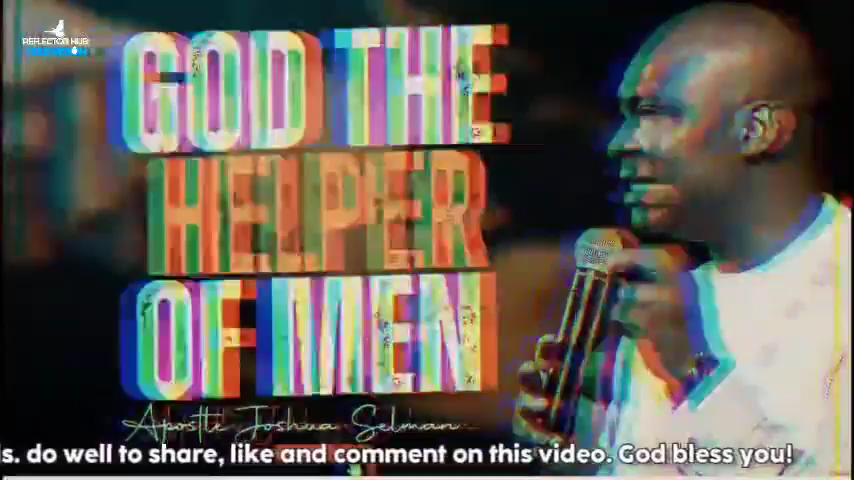 REFLECTOR HUB
GOD THE
HELPER
OF MEN
Apostle Joshua Selman
s. do well to share, like and comment on this video. God bless you!